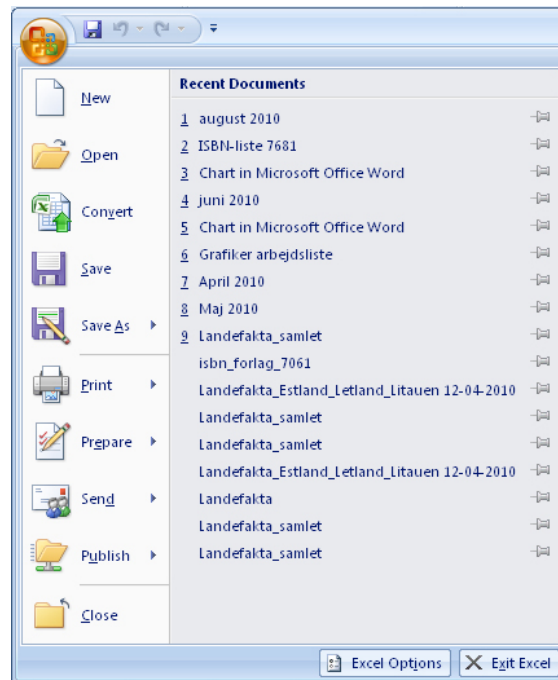 New
Open
Convert
Save
Save As
Print
Prepare
Send
Publish
Close
Recent Documents
1 august 2010
2 ISBN-liste 7681
3 Chart in Microsoft Office Word
4 juni 2010
5 Chart in Microsoft Office Word
6 Grafiker arbejdsliste
7 April 2010
8 Maj 2010
9 Landefakta_samlet
isbn_forlag_7061
Landefakta_Estland_Letland_Litauen 12-04-2010
Landefakta_samlet
Landefakta_samlet
Landefakta_Estland_Letland_Litauen 12-04-2010
Landefakta
Landefakta_samlet
Landefakta_samlet
Excel Options
Exit Excel